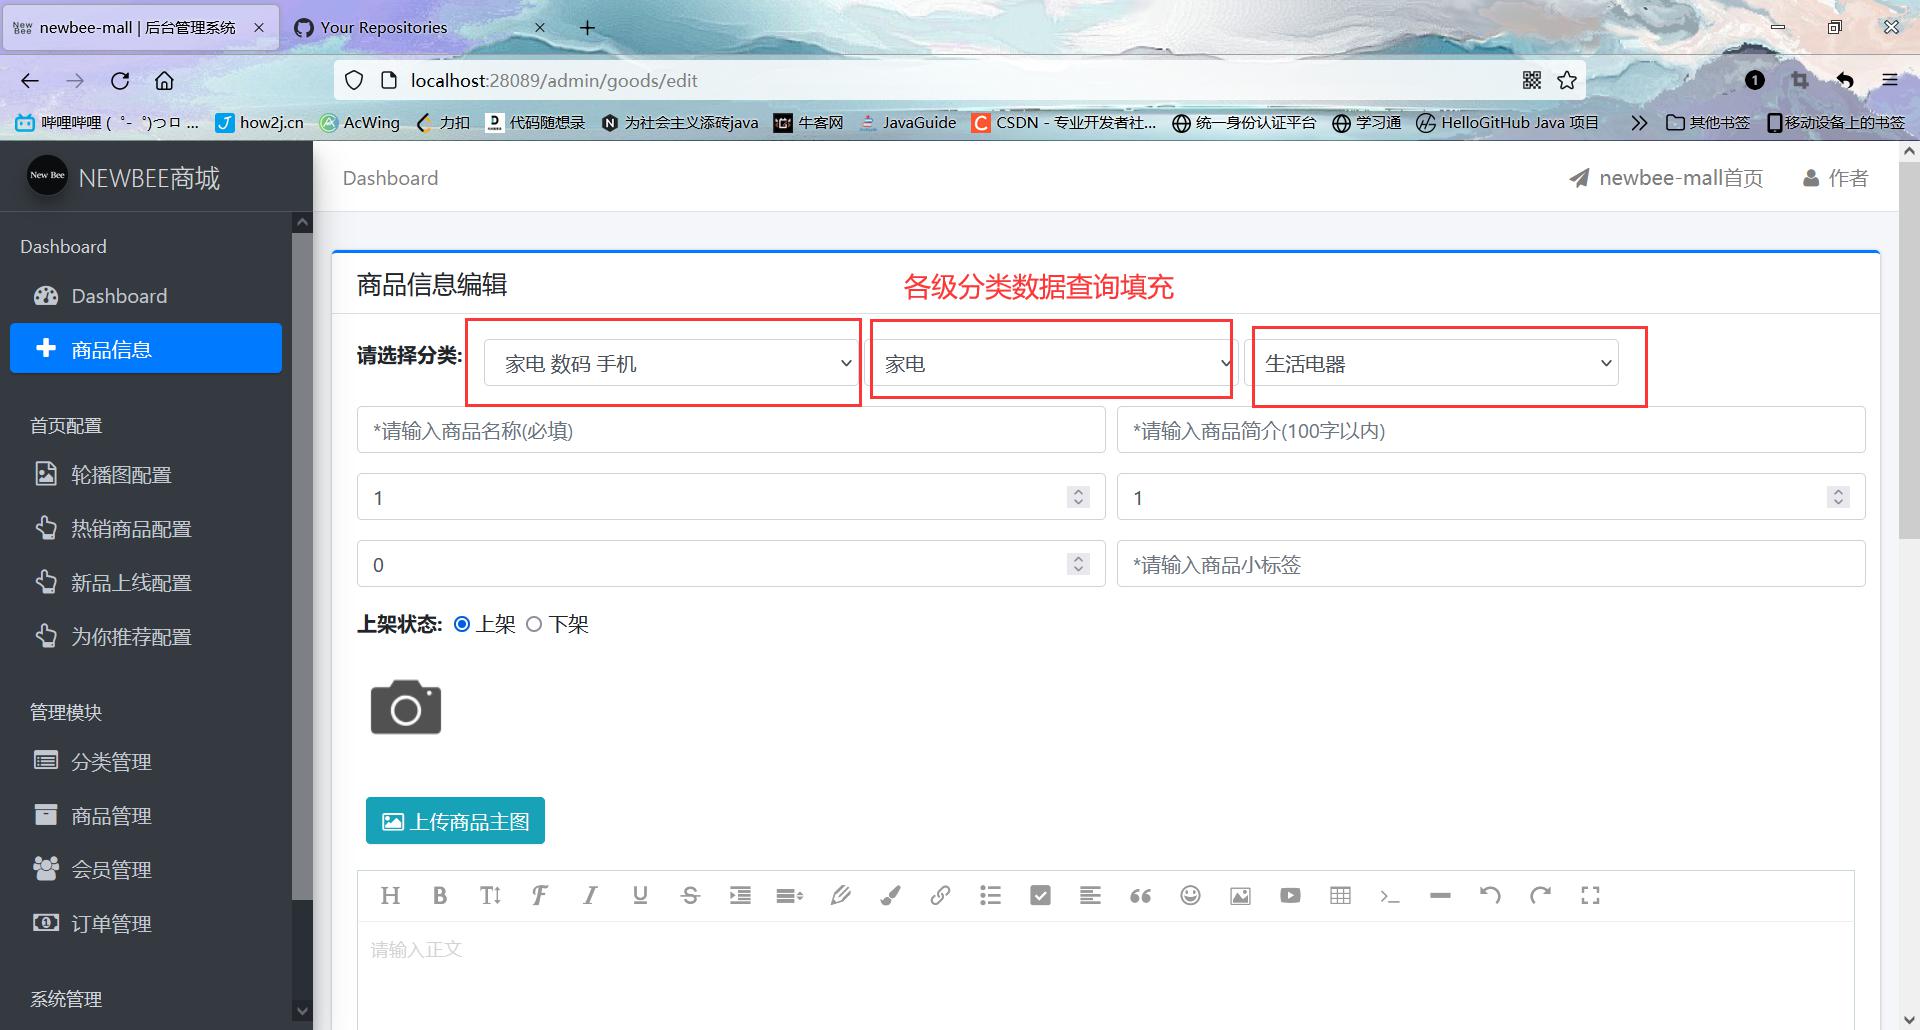 newbee-mall | 后台管理系统
Your Repositories
localhost:28089/admin/goods/edit
1
哔哩哔哩 ( ゜- ゜)つロ ...
how2j.cn
AcWing
力扣
代码随想录
为社会主义添砖java
牛客网
JavaGuide
CSDN - 专业开发者社...
统一身份认证平台
学习通
HelloGitHub Java 项目
其他书签
移动设备上的书签
New Bee
NEWBEE商城
Dashboard
newbee-mall首页
作者
Dashboard
Dashboard
商品信息
首页配置
轮播图配置
热销商品配置
新品上线配置
为你推荐配置
管理模块
分类管理
商品管理
会员管理
订单管理
系统管理
商品信息编辑
各级分类数据查询填充
请选择分类:
家电 数码 手机
家电
生活电器
*请输入商品名称(必填)
*请输入商品简介(100字以内)
1
1
0
*请输入商品小标签
上架状态: 上架 下架
上传商品主图
请输入正文